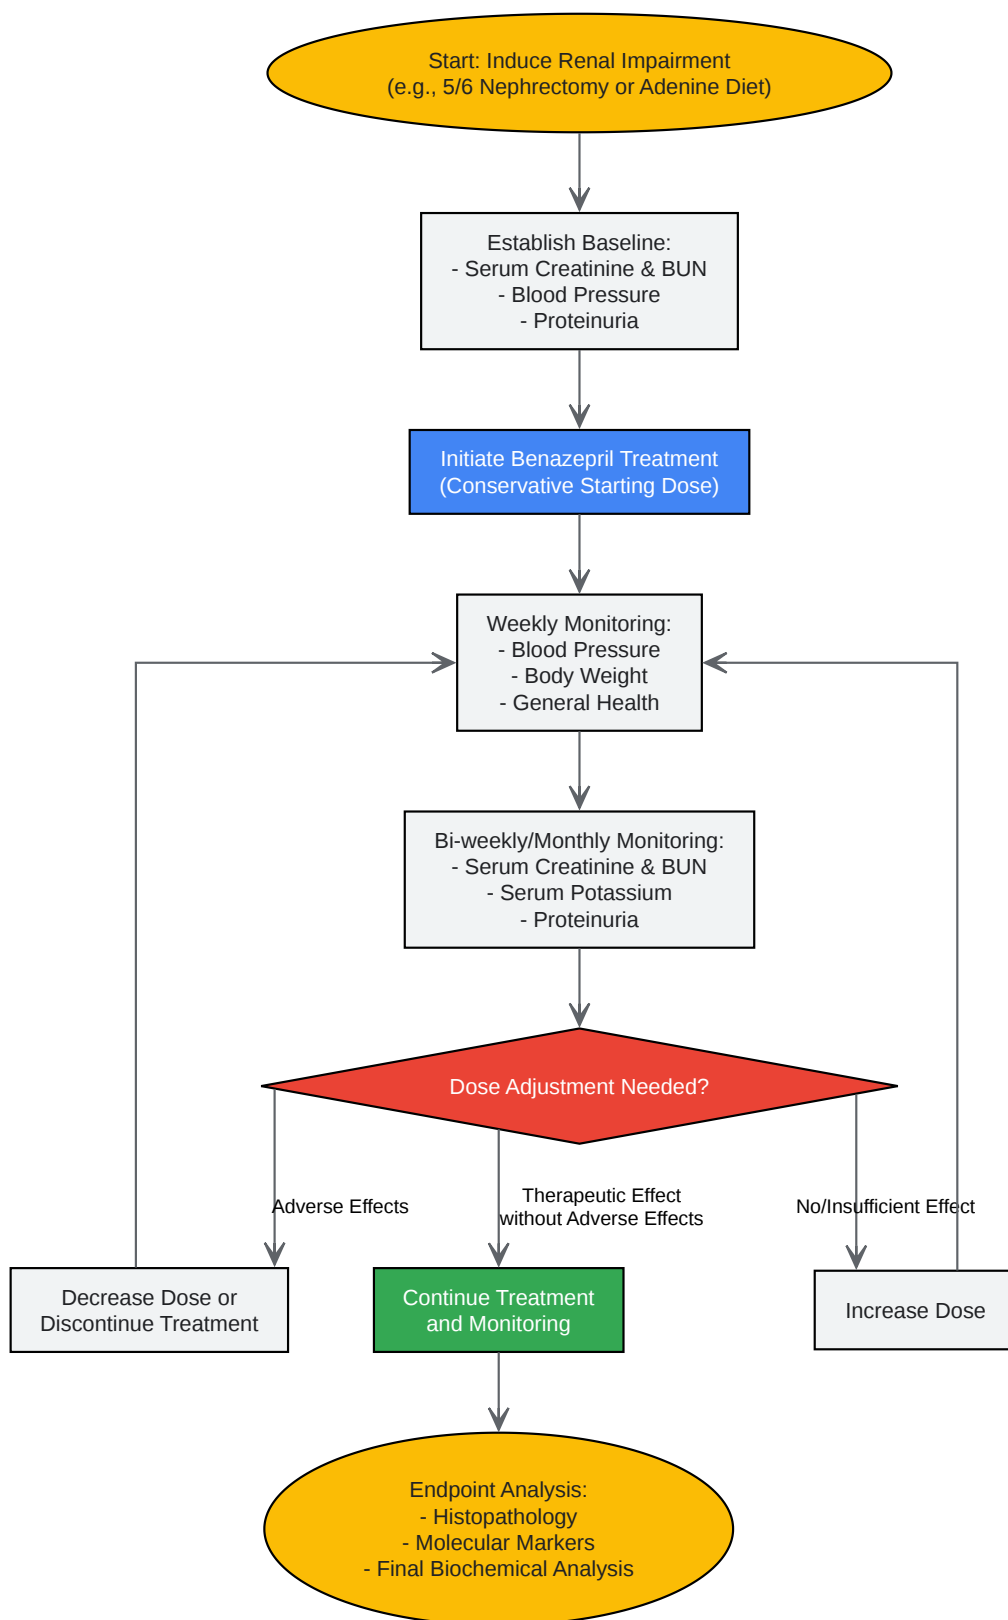 Start: Induce Renal Impairment
(e.g., 5/6 Nephrectomy or Adenine Diet)
Establish Baseline:
- Serum Creatinine & BUN
- Blood Pressure
- Proteinuria
Initiate Benazepril Treatment
(Conservative Starting Dose)
Weekly Monitoring:
- Blood Pressure
- Body Weight
- General Health
Bi-weekly/Monthly Monitoring:
- Serum Creatinine & BUN
- Serum Potassium
- Proteinuria
Dose Adjustment Needed?
Adverse Effects
Therapeutic Effect
without Adverse Effects
No/Insufficient Effect
Decrease Dose or
Discontinue Treatment
Continue Treatment
and Monitoring
Increase Dose
Endpoint Analysis:
- Histopathology
- Molecular Markers
- Final Biochemical Analysis